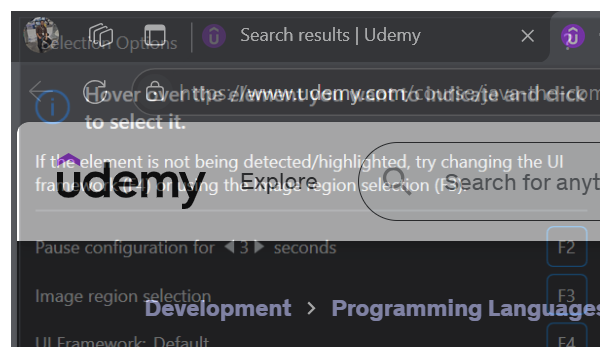 Selection Options
Search results | Udemy
https://www.udemy.com/course/java-the-com
Hover over the element you want to indicate and click
to select it.
If the element is not being detected/highlighted, try changing the UI
framework (F4) or using the image region selection (F3).
udemy
Explore
Search for anyt
Pause configuration for 3 seconds
F2
Image region selection
F3
Development > Programming Languages
UI Framework: Default
F4